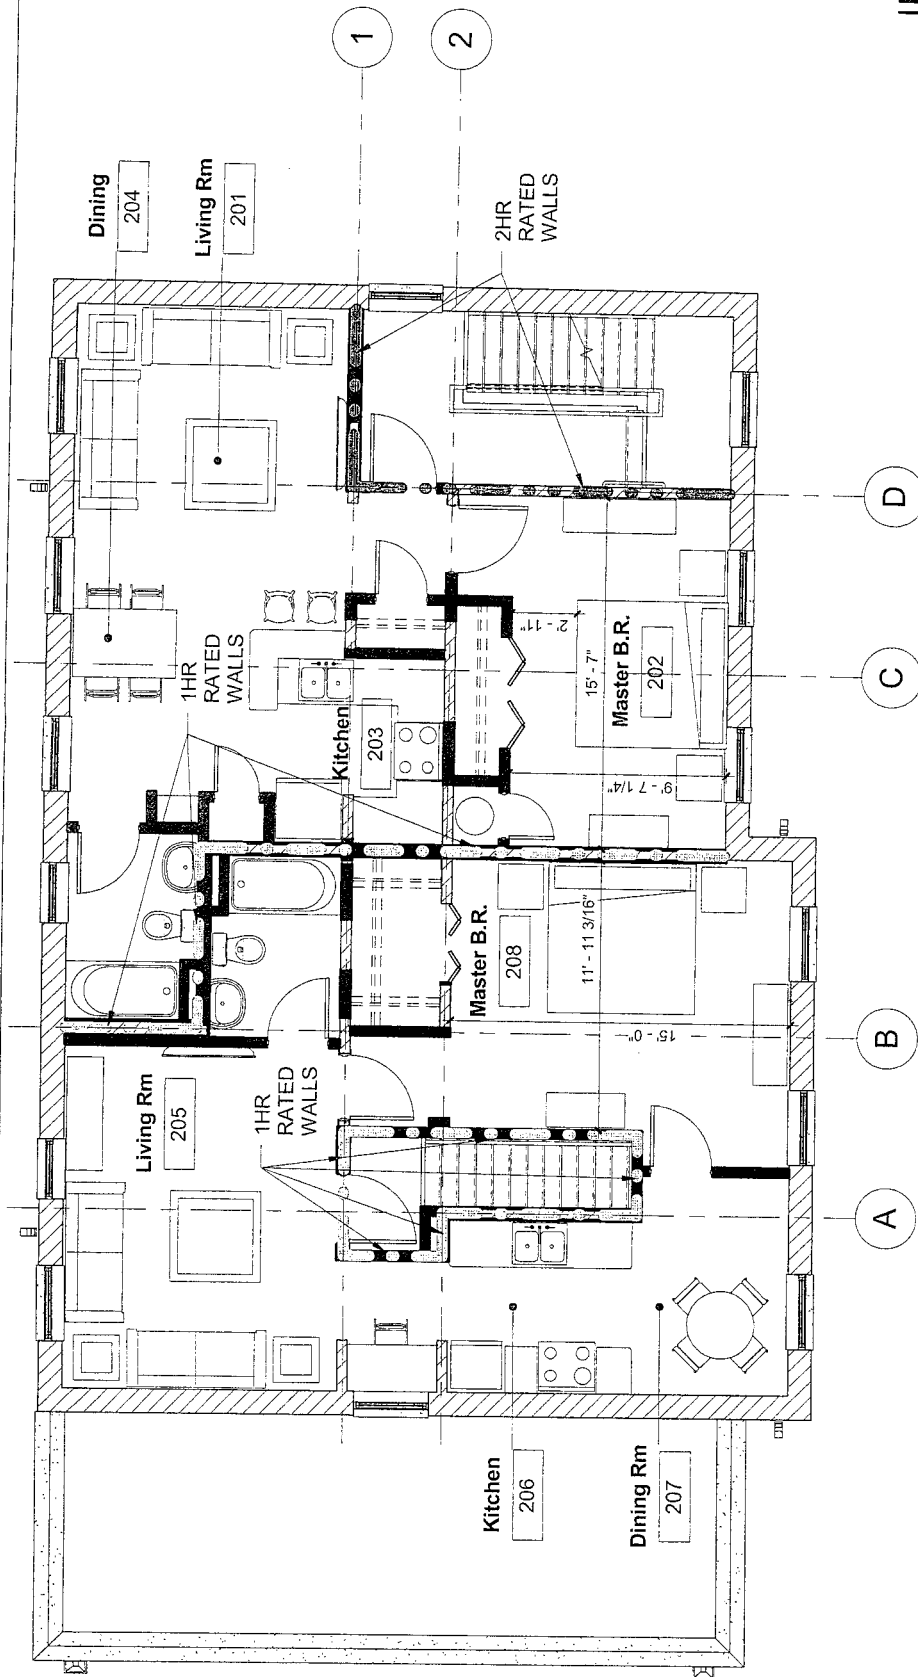 1
2
Dining
204
Living Rm
201
2HR
RATED
WALLS
1HR
RATED
WALLS
Kitchen
203
2' - 11"
15' - 7"
Master B.R.
202
9' - 7 1/4"
D
C
Master B.R.
208
11' - 11 3/16"
15' - 0"
B
Living Rm
205
1HR
RATED
WALLS
A
Kitchen
206
Dining Rm
207